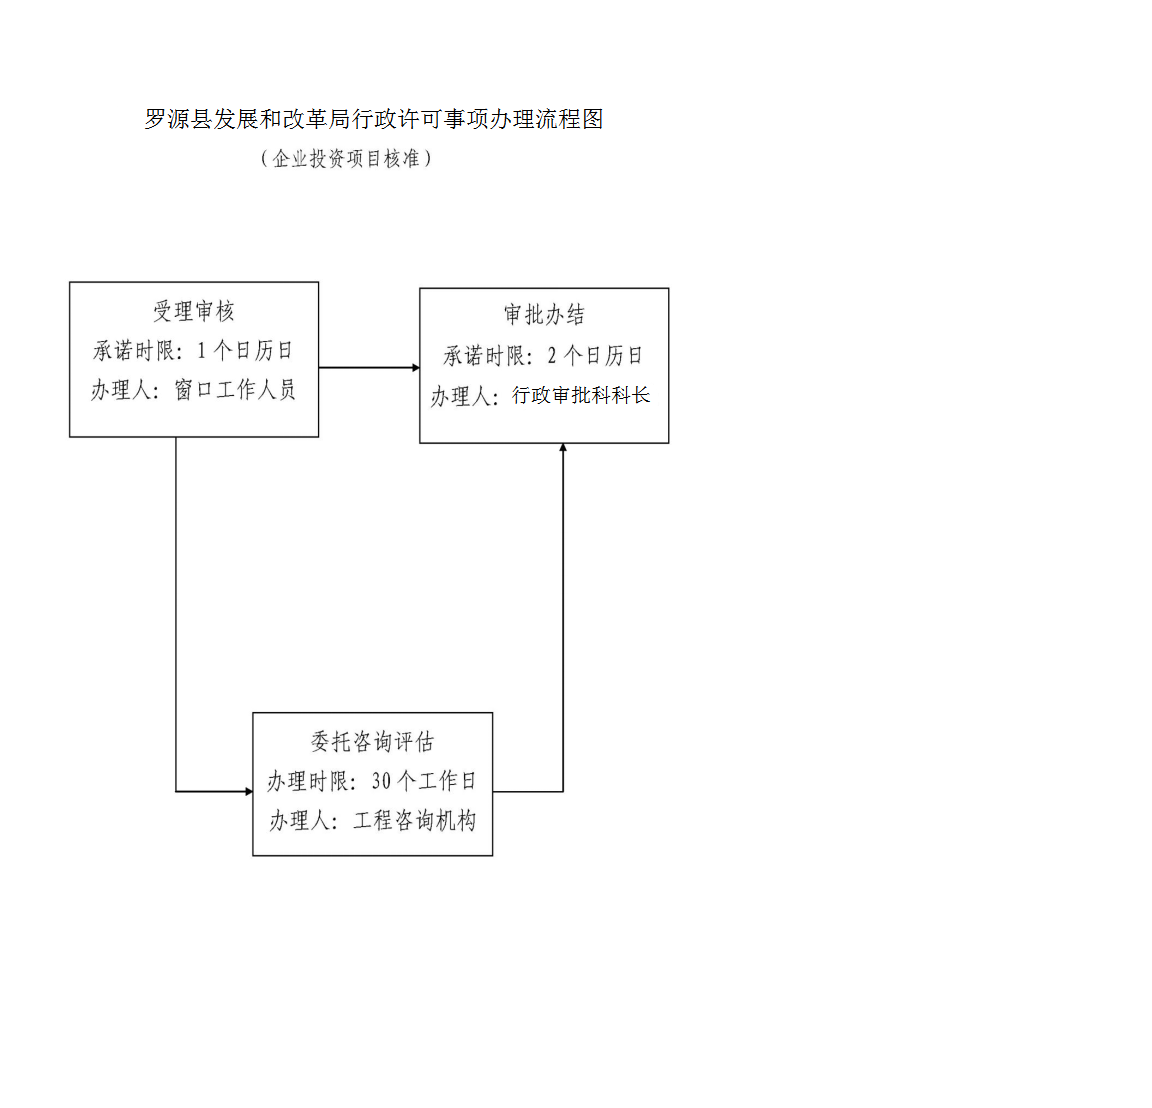 罗源县发展和改革局行政许可事项办理流程图
（企业投资项目核准）
受理审核
承诺时限：1 个日历日
办理人：窗口工作人员
审批办结
承诺时限：2 个日历日
办理人：行政审批科科长
委托咨询评估
办理时限：30 个工作日
办理人：工程咨询机构